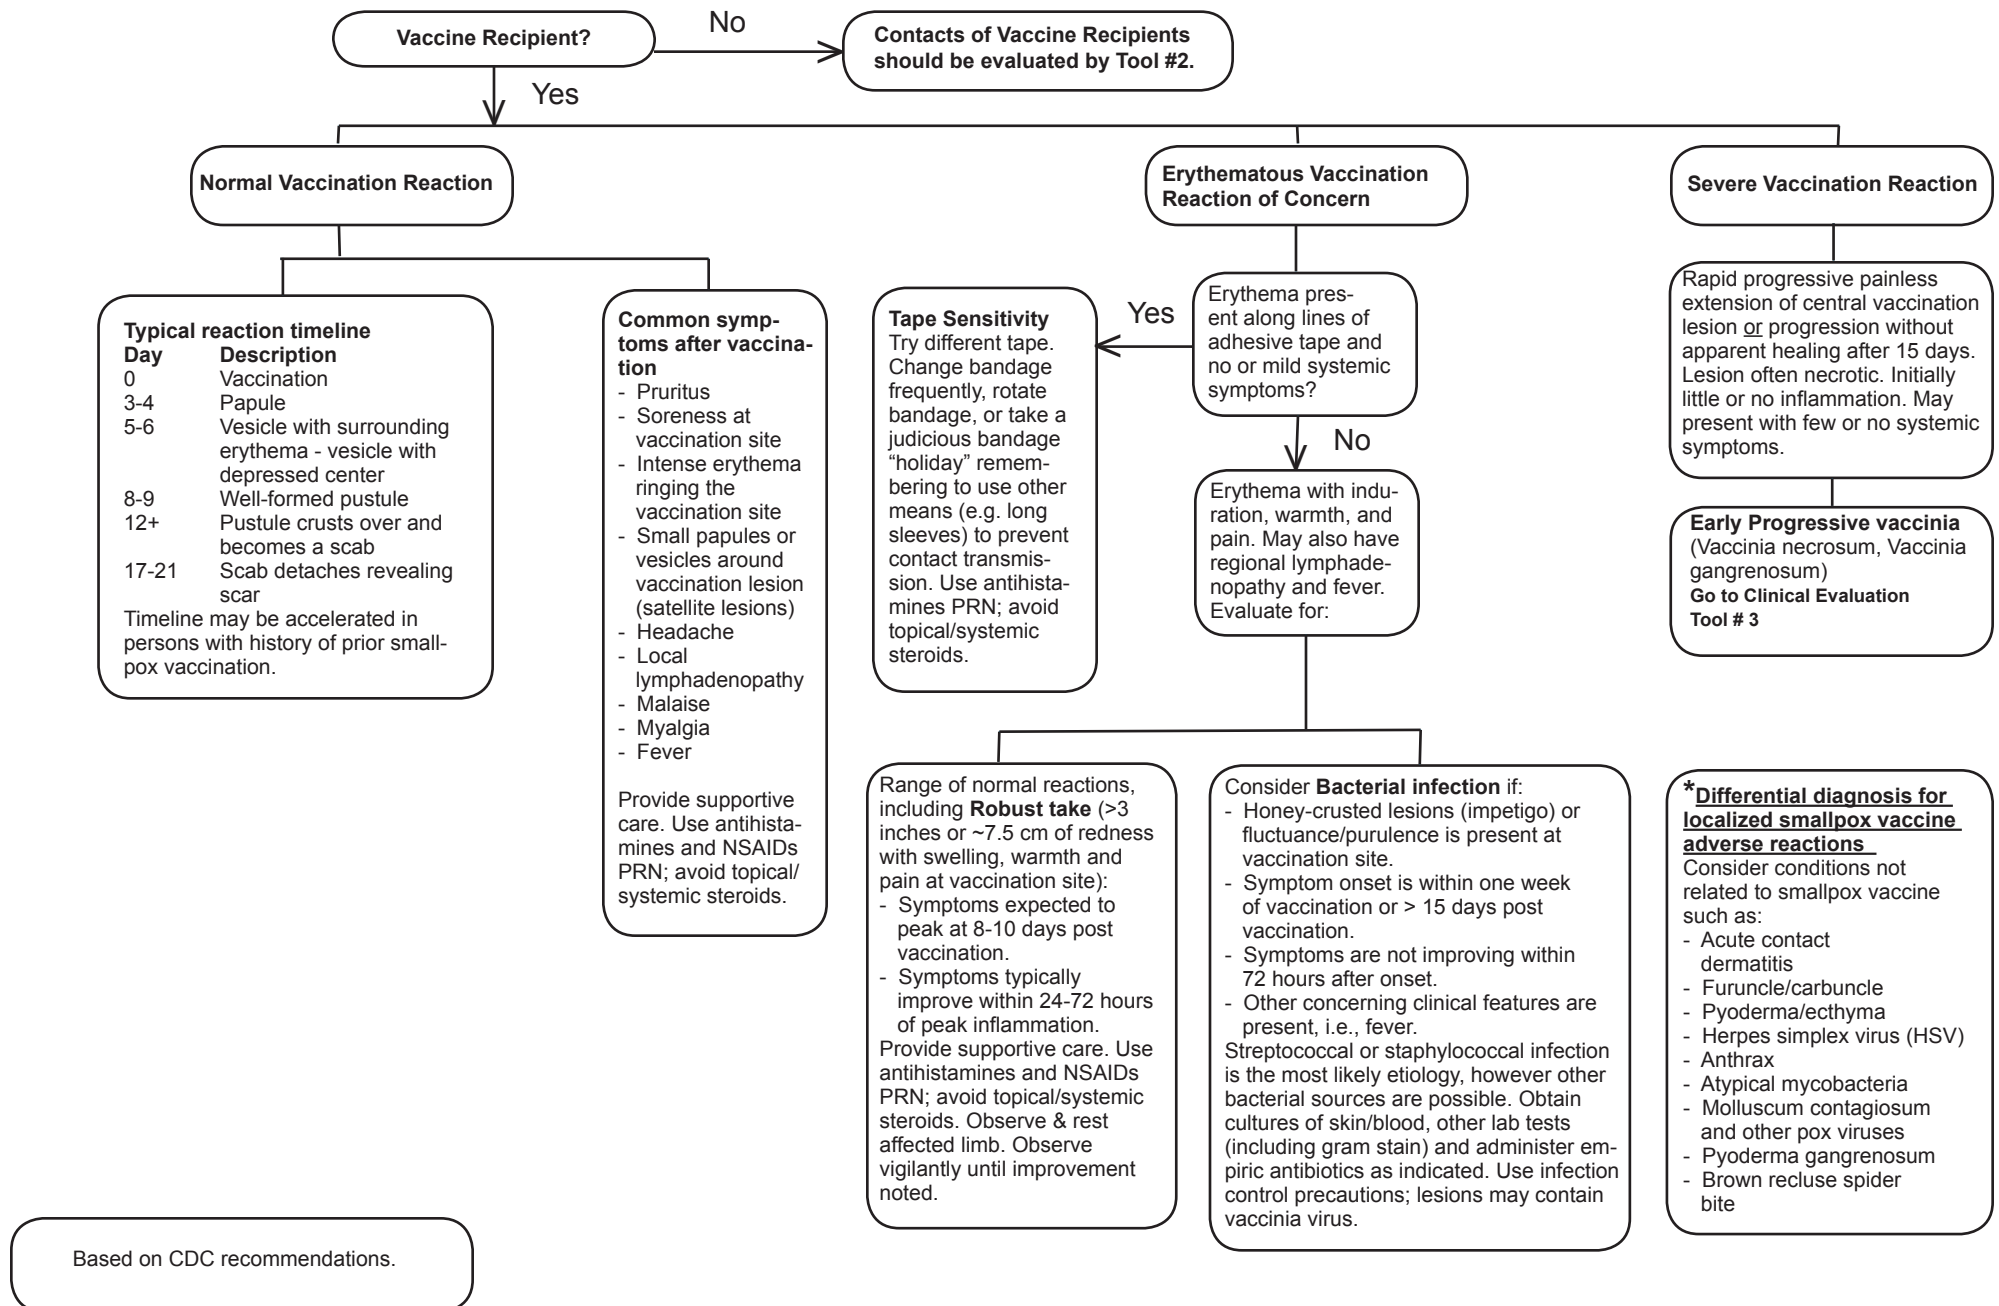 Vaccine Recipient?
No
Contacts of Vaccine Recipients
should be evaluated by Tool #2.
Yes
Normal Vaccination Reaction
Erythematous Vaccination
Reaction of Concern
Severe Vaccination Reaction
Typical reaction timeline
Day Description
0 Vaccination
3-4 Papule
5-6 Vesicle with surrounding
erythema - vesicle with
depressed center
8-9 Well-formed pustule
12+ Pustule crusts over and
becomes a scab
17-21 Scab detaches revealing
scar
Timeline may be accelerated in
persons with history of prior small-
pox vaccination.
Common symp-
toms after vaccina-
tion
- Pruritus
- Soreness at
vaccination site
- Intense erythema
ringing the
vaccination site
- Small papules or
vesicles around
vaccination lesion
(satellite lesions)
- Headache
- Local
lymphadenopathy
- Malaise
- Myalgia
- Fever
Provide supportive
care. Use antihista-
mines and NSAIDs
PRN; avoid topical/
systemic steroids.
Tape Sensitivity
Try different tape.
Change bandage
frequently, rotate
bandage, or take a
judicious bandage
“holiday” remem-
bering to use other
means (e.g. long
sleeves) to prevent
contact transmis-
sion. Use antihista-
mines PRN; avoid
topical/systemic
steroids.
Yes
Erythema pres-
ent along lines of
adhesive tape and
no or mild systemic
symptoms?
No
Erythema with indu-
ration, warmth, and
pain. May also have
regional lymphade-
nopathy and fever.
Evaluate for:
Rapid progressive painless
extension of central vaccination
lesion or progression without
apparent healing after 15 days.
Lesion often necrotic. Initially
little or no inflammation. May
present with few or no systemic
symptoms.
Early Progressive vaccinia
(Vaccinia necrosum, Vaccinia
gangrenosum)
Go to Clinical Evaluation
Tool # 3
Range of normal reactions,
including Robust take (>3
inches or ~7.5 cm of redness
with swelling, warmth and
pain at vaccination site):
- Symptoms expected to
peak at 8-10 days post
vaccination.
- Symptoms typically
improve within 24-72 hours
of peak inflammation.
Provide supportive care. Use
antihistamines and NSAIDs
PRN; avoid topical/systemic
steroids. Observe & rest
affected limb. Observe
vigilantly until improvement
noted.
Consider Bacterial infection if:
- Honey-crusted lesions (impetigo) or
fluctuance/purulence is present at
vaccination site.
- Symptom onset is within one week
of vaccination or > 15 days post
vaccination.
- Symptoms are not improving within
72 hours after onset.
- Other concerning clinical features are
present, i.e., fever.
Streptococcal or staphylococcal infection
is the most likely etiology, however other
bacterial sources are possible. Obtain
cultures of skin/blood, other lab tests
(including gram stain) and administer em-
piric antibiotics as indicated. Use infection
control precautions; lesions may contain
vaccinia virus.
*Differential diagnosis for
localized smallpox vaccine
adverse reactions
Consider conditions not
related to smallpox vaccine
such as:
- Acute contact
dermatitis
- Furuncle/carbuncle
- Pyoderma/ecthyma
- Herpes simplex virus (HSV)
- Anthrax
- Atypical mycobacteria
- Molluscum contagiosum
and other pox viruses
- Pyoderma gangrenosum
- Brown recluse spider
bite
Based on CDC recommendations.